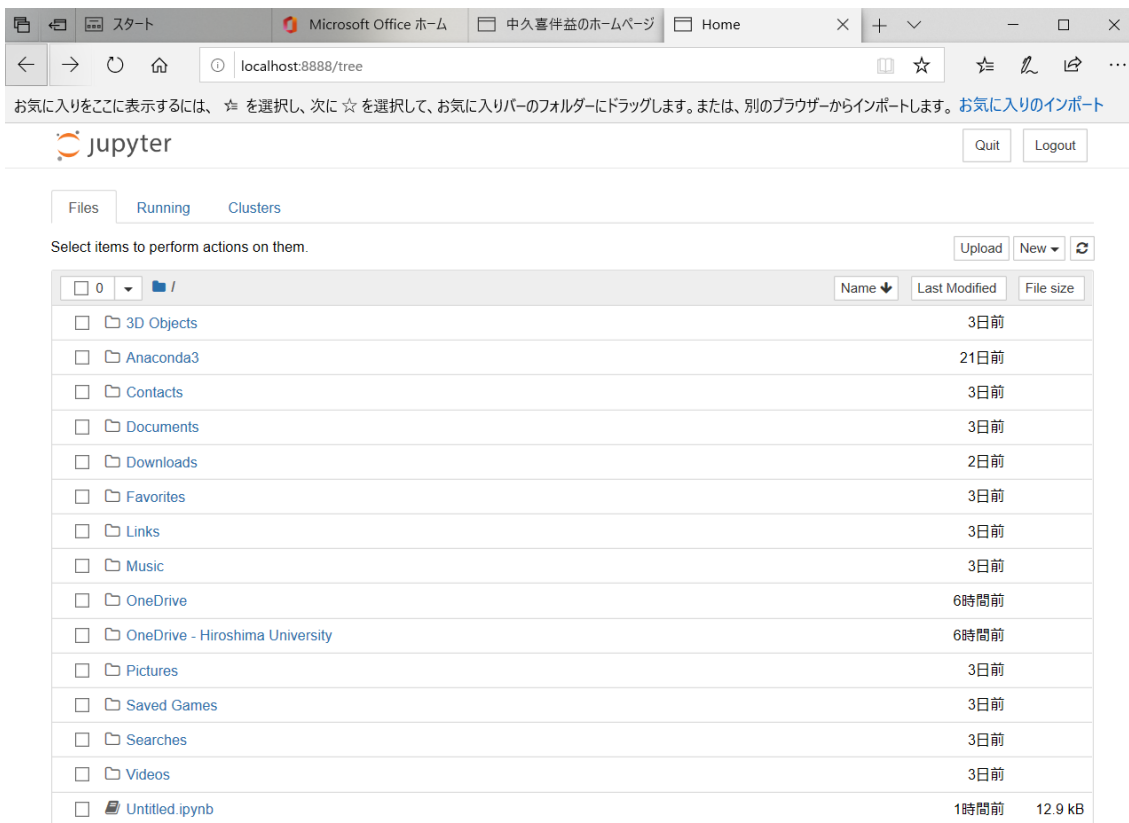 スタート Microsoft Office ホーム 中久喜伴益のホームページ Home
localhost:8888/tree
お気に入りをここに表示するには、 を選択し、次に ☆ を選択して、お気に入りバーのフォルダーにドラッグします。または、別のブラウザーからインポートします。 お気に入りのインポート
jupyter Quit Logout
Files Running Clusters
Select items to perform actions on them. Upload New
0 / Name Last Modified File size
3D Objects 3日前
Anaconda3 21日前
Contacts 3日前
Documents 3日前
Downloads 2日前
Favorites 3日前
Links 3日前
Music 3日前
OneDrive 6時間前
OneDrive - Hiroshima University 6時間前
Pictures 3日前
Saved Games 3日前
Searches 3日前
Videos 3日前
Untitled.ipynb 1時間前 12.9 kB